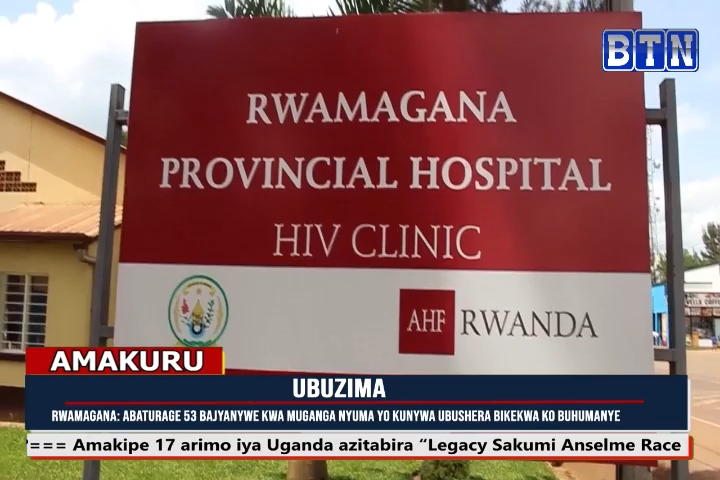 BTN
RWAMAGANA
PROVINCIAL HOSPITAL
HIV CLINIC
AHF RWANDA
AMAKURU
UBUZIMA
RWAMAGANA: ABATURAGE 53 BAJYANYWE KWA MUGANGA NYUMA YO KUNYWA UBUSHERA BIKEKWA KO BUHUMANYE
"=== Amakipe 17 arimo iya Uganda azitabira “Legacy Sakumi Anselme Race